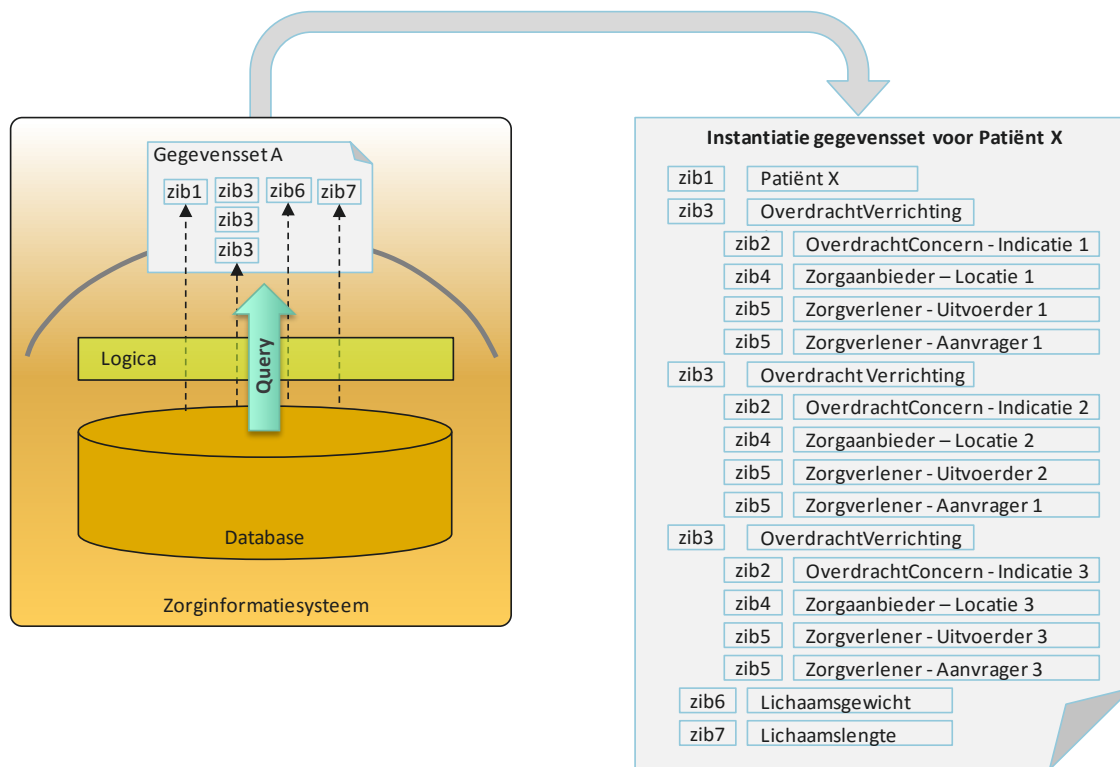 Gegevensset A
zib1 zib3 zib6 zib7
zib3
zib3
Logica
Query
Database
Zorginformatiesysteem
Instantiatie gegevensset voor Patiënt X
zib1 Patiënt X
zib3 OverdrachtVerrichting
zib2 OverdrachtConcern - Indicatie 1
zib4 Zorgaanbieder – Locatie 1
zib5 Zorgverlener - Uitvoerder 1
zib5 Zorgverlener - Aanvrager 1
zib3 Overdracht Verrichting
zib2 OverdrachtConcern - Indicatie 2
zib4 Zorgaanbieder – Locatie 2
zib5 Zorgverlener - Uitvoerder 2
zib5 Zorgverlener - Aanvrager 1
zib3 OverdrachtVerrichting
zib2 OverdrachtConcern - Indicatie 3
zib4 Zorgaanbieder – Locatie 3
zib5 Zorgverlener - Uitvoerder 3
zib5 Zorgverlener - Aanvrager 3
zib6 Lichaamsgewicht
zib7 Lichaamslengte